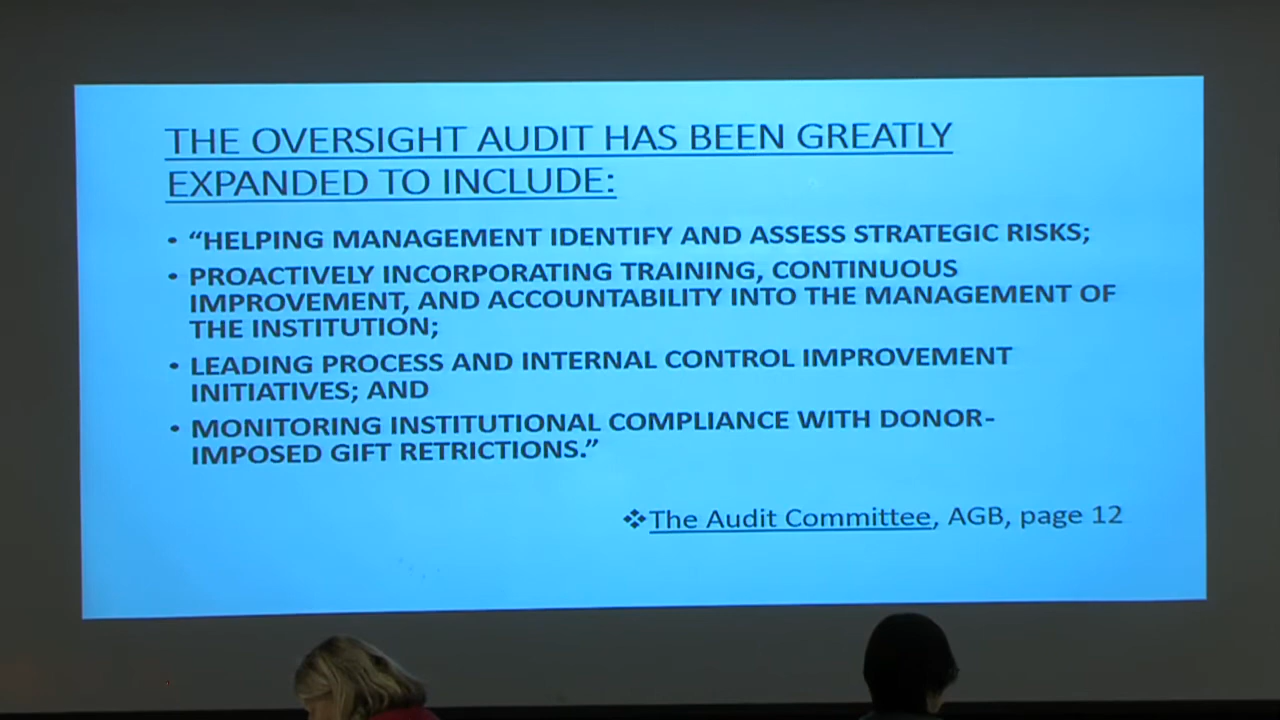 THE OVERSIGHT AUDIT HAS BEEN GREATLY
EXPANDED TO INCLUDE:
• “HELPING MANAGEMENT IDENTIFY AND ASSESS STRATEGIC RISKS;
• PROACTIVELY INCORPORATING TRAINING, CONTINUOUS
IMPROVEMENT, AND ACCOUNTABILITY INTO THE MANAGEMENT OF
THE INSTITUTION;
• LEADING PROCESS AND INTERNAL CONTROL IMPROVEMENT
INITIATIVES; AND
• MONITORING INSTITUTIONAL COMPLIANCE WITH DONOR-
IMPOSED GIFT RETRICTIONS.”
❖The Audit Committee, AGB, page 12